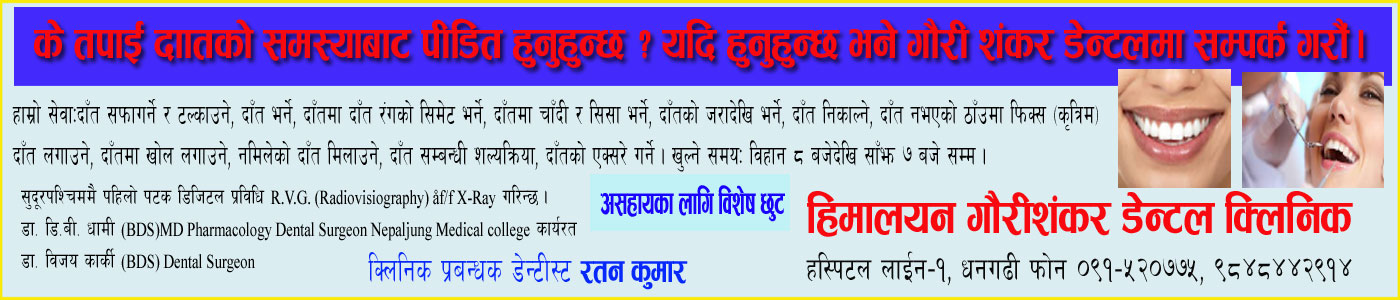 के तपाई दाातको समस्याबाट पीडित हुनुहुन्छ ? यदि हुनुहुन्छ भने गौरी शंकर डेन्टलमा सम्पर्क गरौं।
हाम्रो सेवाःदाँत सफागर्ने र टल्काउने, दाँत भर्ने, दाँतमा दाँत रंगको सिमेट भर्ने, दाँतमा चाँदी र सिसा भर्ने, दाँतको जरादेखि भर्ने, दाँत निकाल्ने, दाँत नभएको ठाँउमा फिक्स (कृत्रिम)
दाँत लगाउने, दाँतमा खोल लगाउने, नमिलेको दाँत मिलाउने, दाँत सम्बन्धी शल्यक्रिया, दाँतको एक्सरे गर्ने । खुल्ने समयः विहान ८ बजेदेखि साँझ ७ बजे सम्म ।
सुदूरपश्चिममै पहिलो पटक डिजिटल प्रविधि R.V.G. (Radiovisiography) åf/f X-Ray गरिन्छ ।
डा. डि.बी. धामी (BDS)MD Pharmacology Dental Surgeon Nepaljung Medical college कार्यरत
डा. विजय कार्की (BDS) Dental Surgeon
क्लिनिक प्रबन्धक डेन्टीस्ट रतन कुमार
असहायका लागि विशेष छुट
हिमालयन गौरीशंकर डेन्टल क्लिनिक
हस्पिटल लाईन-१, धनगढी फोन ०९१-५२०७७५, ९८४८४४२९१४